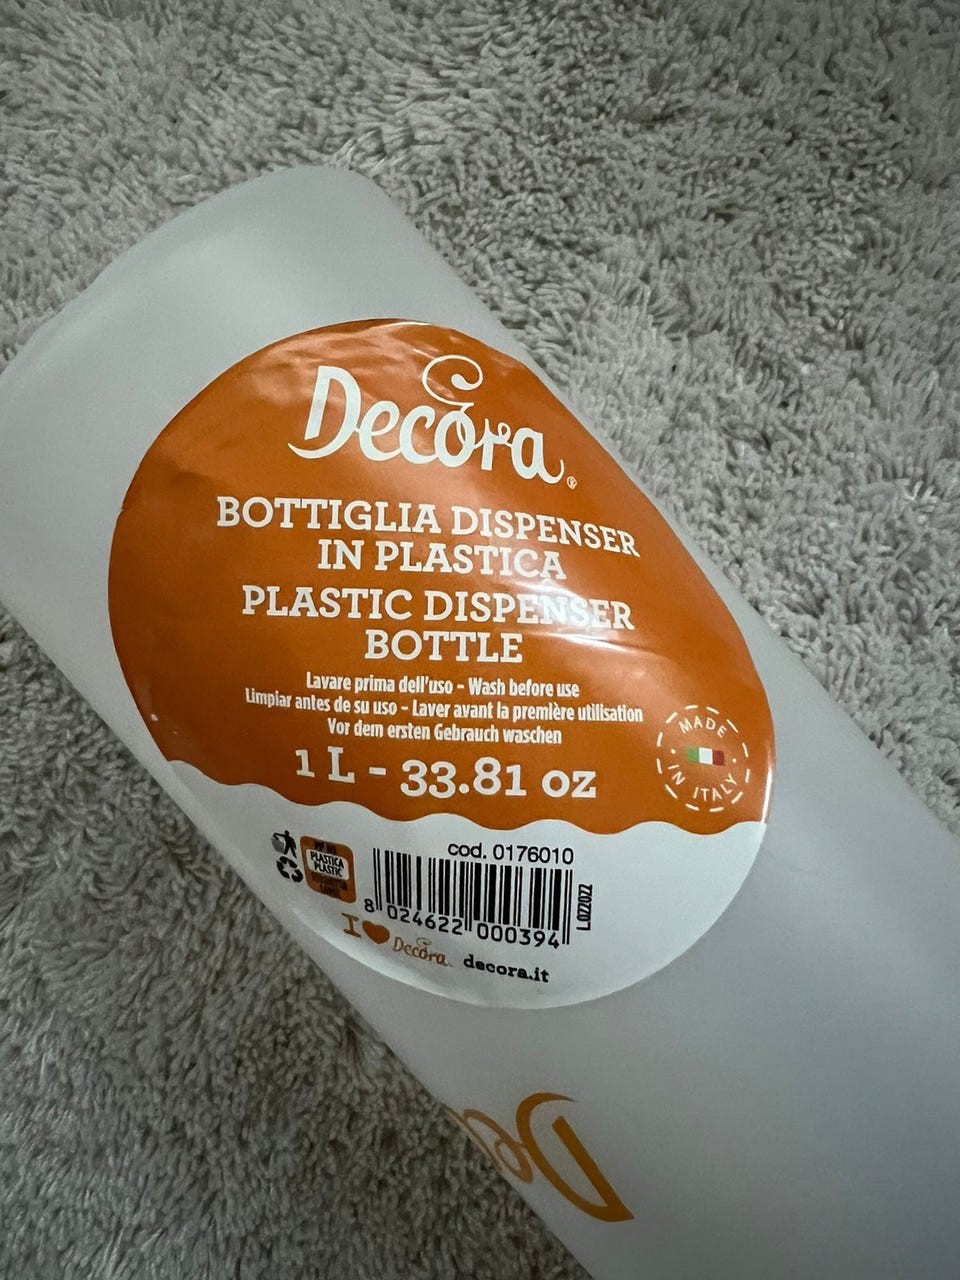 Decora®
BOTTIGLIA DISPENSER
IN PLASTICA
PLASTIC DISPENSER
BOTTLE
Lavare prima dell'uso - Wash before use
Limpiar antes de su uso - Laver avant la première utilisation
Vor dem ersten Gebrauch waschen
1 L - 33.81 oz
MADE
IN ITALY
cod. 0176010
PLASTICA
PLASTIC
8 024622 000394
L022022
I Decora. decora.it
Dec